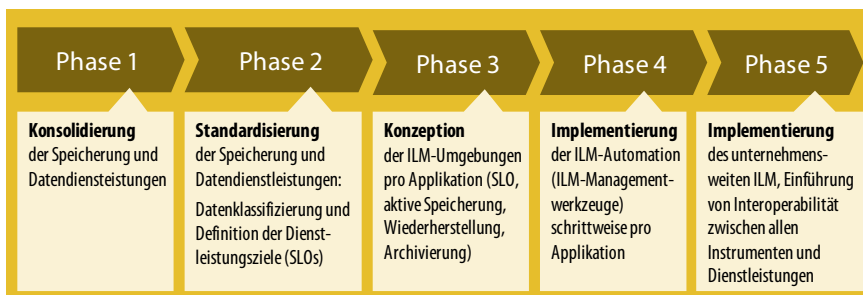 Phase 1
Phase 2
Phase 3
Phase 4
Phase 5
Konsolidierung
der Speicherung und
Datendiensteistungen
Standardisierung
der Speicherung und
Datendienstleistungen:
Datenklassifizierung und
Definition der Dienst-
leistungsziele (SLOs)
Konzeption
der ILM-Umgebungen
pro Applikation (SLO,
aktive Speicherung,
Wiederherstellung,
Archivierung)
Implementierung
der ILM-Automation
(ILM-Management-
werkzeuge)
schrittweise pro
Applikation
Implementierung
des unternehmens-
weiten ILM, Einführung
von Interoperabilität
zwischen allen
Instrumenten und
Dienstleistungen